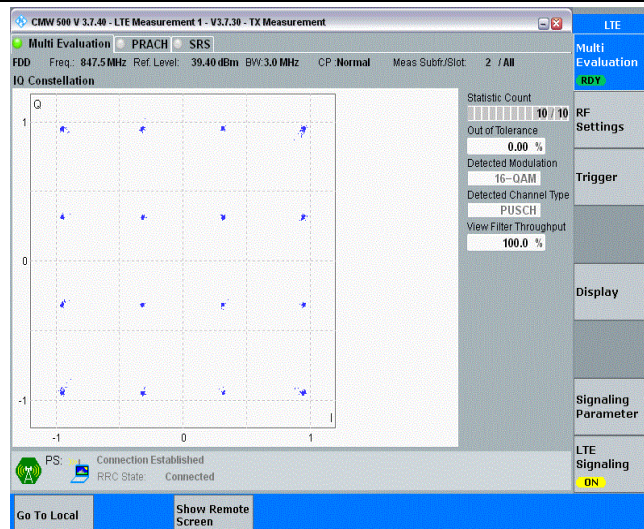 CMW 500 V 3.7.40 - LTE Measurement 1 - V3.7.30 - TX Measurement
LTE
Multi Evaluation PRACH SRS
FDD Freq.: 847.5 MHz Ref. Level: 39.40 dBm BW:3.0 MHz CP :Normal Meas Subfr/Slot: 2 / All
IQ Constellation
Q
1
0
-1
-1 0 1
I
Statistic Count
10 / 10
Out of Tolerance
0.00 %
Detected Modulation
16-QAM
Detected Channel Type
PUSCH
View Filter Throughput
100.0 %
Multi
Evaluation
RDY
RF
Settings
Trigger
Display
Signaling
Parameter
LTE
Signaling
ON
PS: Connection Established
RRC State: Connected
Go To Local
Show Remote
Screen